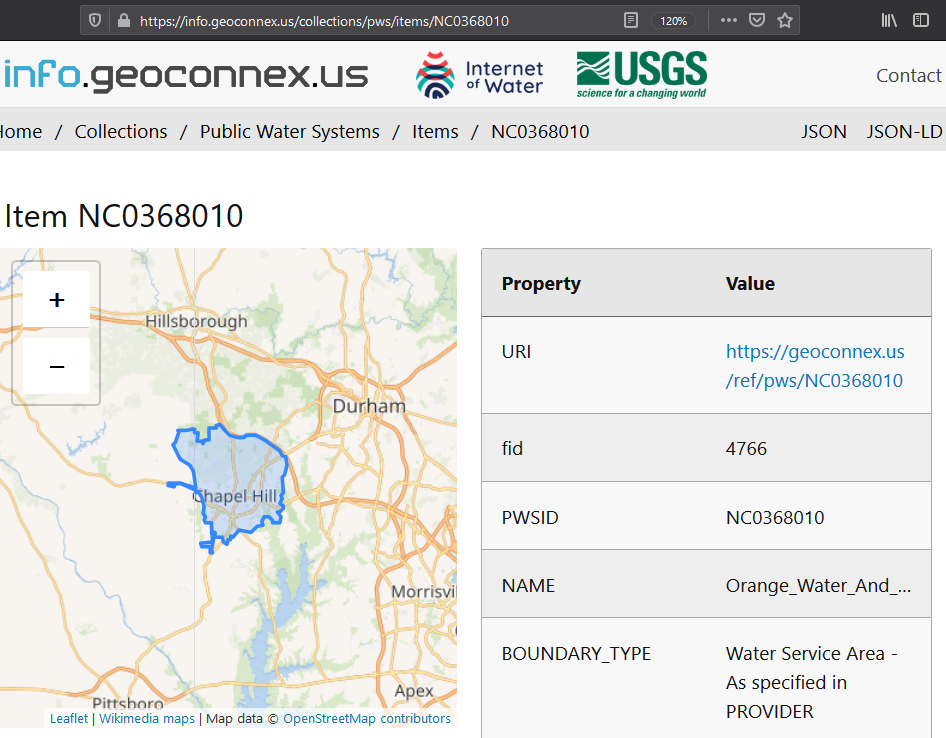 https://info.geoconnex.us/collections/pws/items/NC0368010
120%
info.geoconnex.us
Internet of Water
USGS
science for a changing world
Contact
Home / Collections / Public Water Systems / Items / NC0368010
JSON JSON-LD
Item NC0368010
+
−
Hillsborough
Durham
Chapel Hill
Morrisvi
Apex
Pittsboro
Leaflet | Wikimedia maps | Map data © OpenStreetMap contributors
Property Value
URI https://geoconnex.us
/ref/pws/NC0368010
fid 4766
PWSID NC0368010
NAME Orange_Water_And_...
BOUNDARY_TYPE Water Service Area -
As specified in
PROVIDER